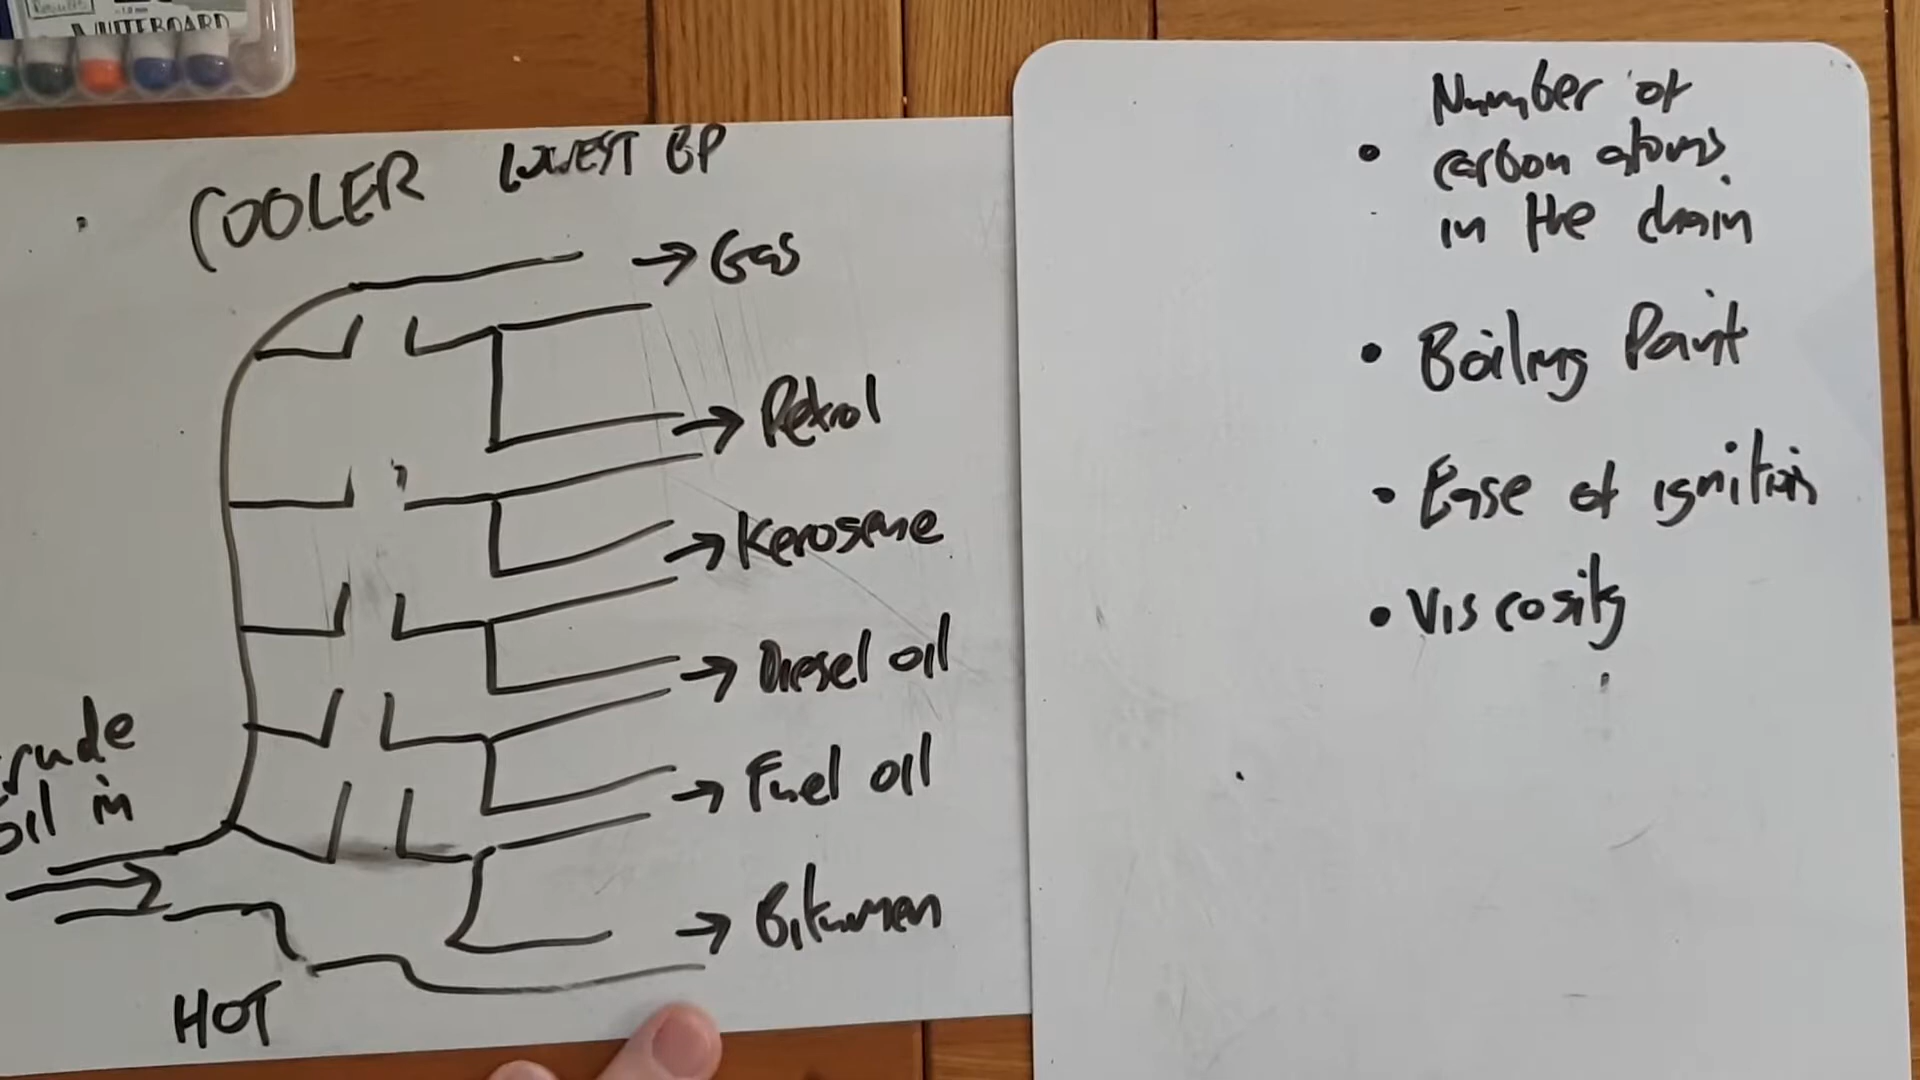 WHITEBOARD
COOLER LOWEST BP
→ Gas
→ Petrol
→ Kerosene
→ Diesel oil
→ Fuel oil
→ Bitumen
rude
oil in
HOT
Number of
• carbon atoms
in the chain
• Boiling Point
• Ease of ignition
• Viscosity